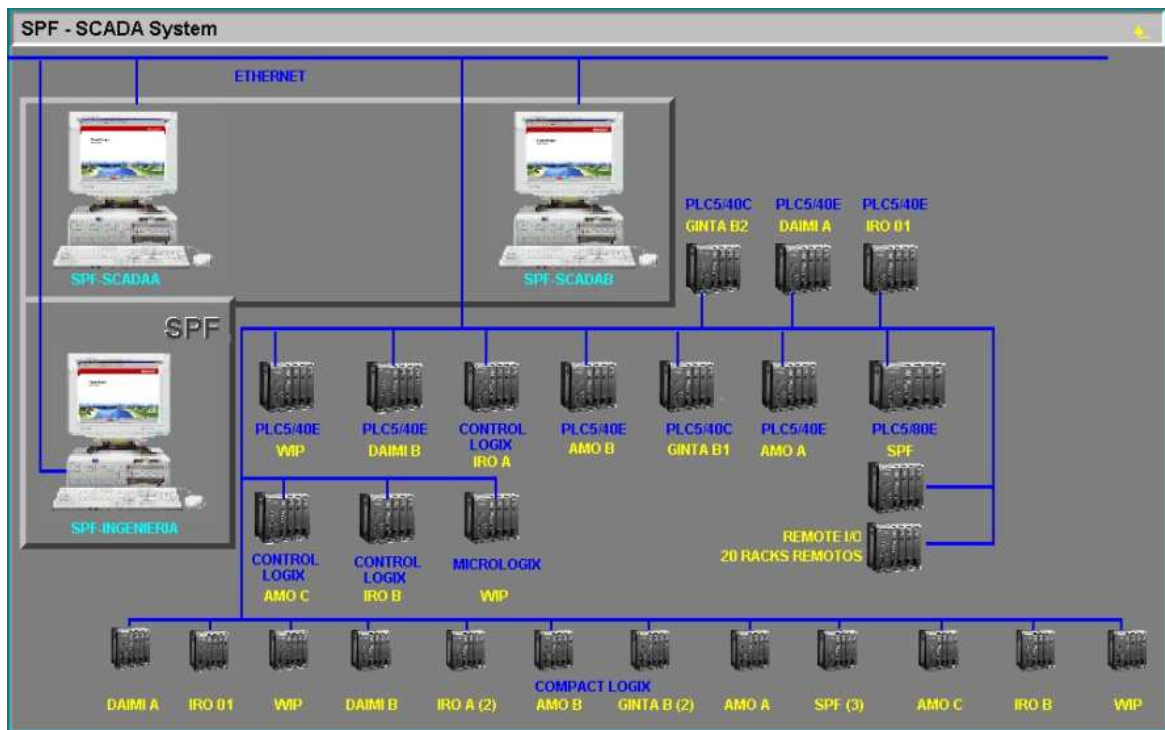 SPF - SCADA System
ETHERNET
SPF-SCADAA
SPF-SCADAB
PLC5/40C PLC5/40E PLC5/40E
GINTA B2 DAIMI A IRO 01
SPF
PLC5/40E PLC5/40E CONTROL PLC5/40E PLC5/40C PLC5/40E PLC5/80E
LOGIX
WIP DAIMI B IRO A AMO B GINTA B1 AMO A SPF
SPF-INGENIERIA
REMOTE I/O
20 RACKS REMOTOS
CONTROL CONTROL MICROLOGIX
LOGIX LOGIX
AMO C IRO B WIP
COMPACT LOGIX
DAIMI A IRO 01 WIP DAIMI B IRO A (2) AMO B GINTA B (2) AMO A SPF (3) AMO C IRO B WIP